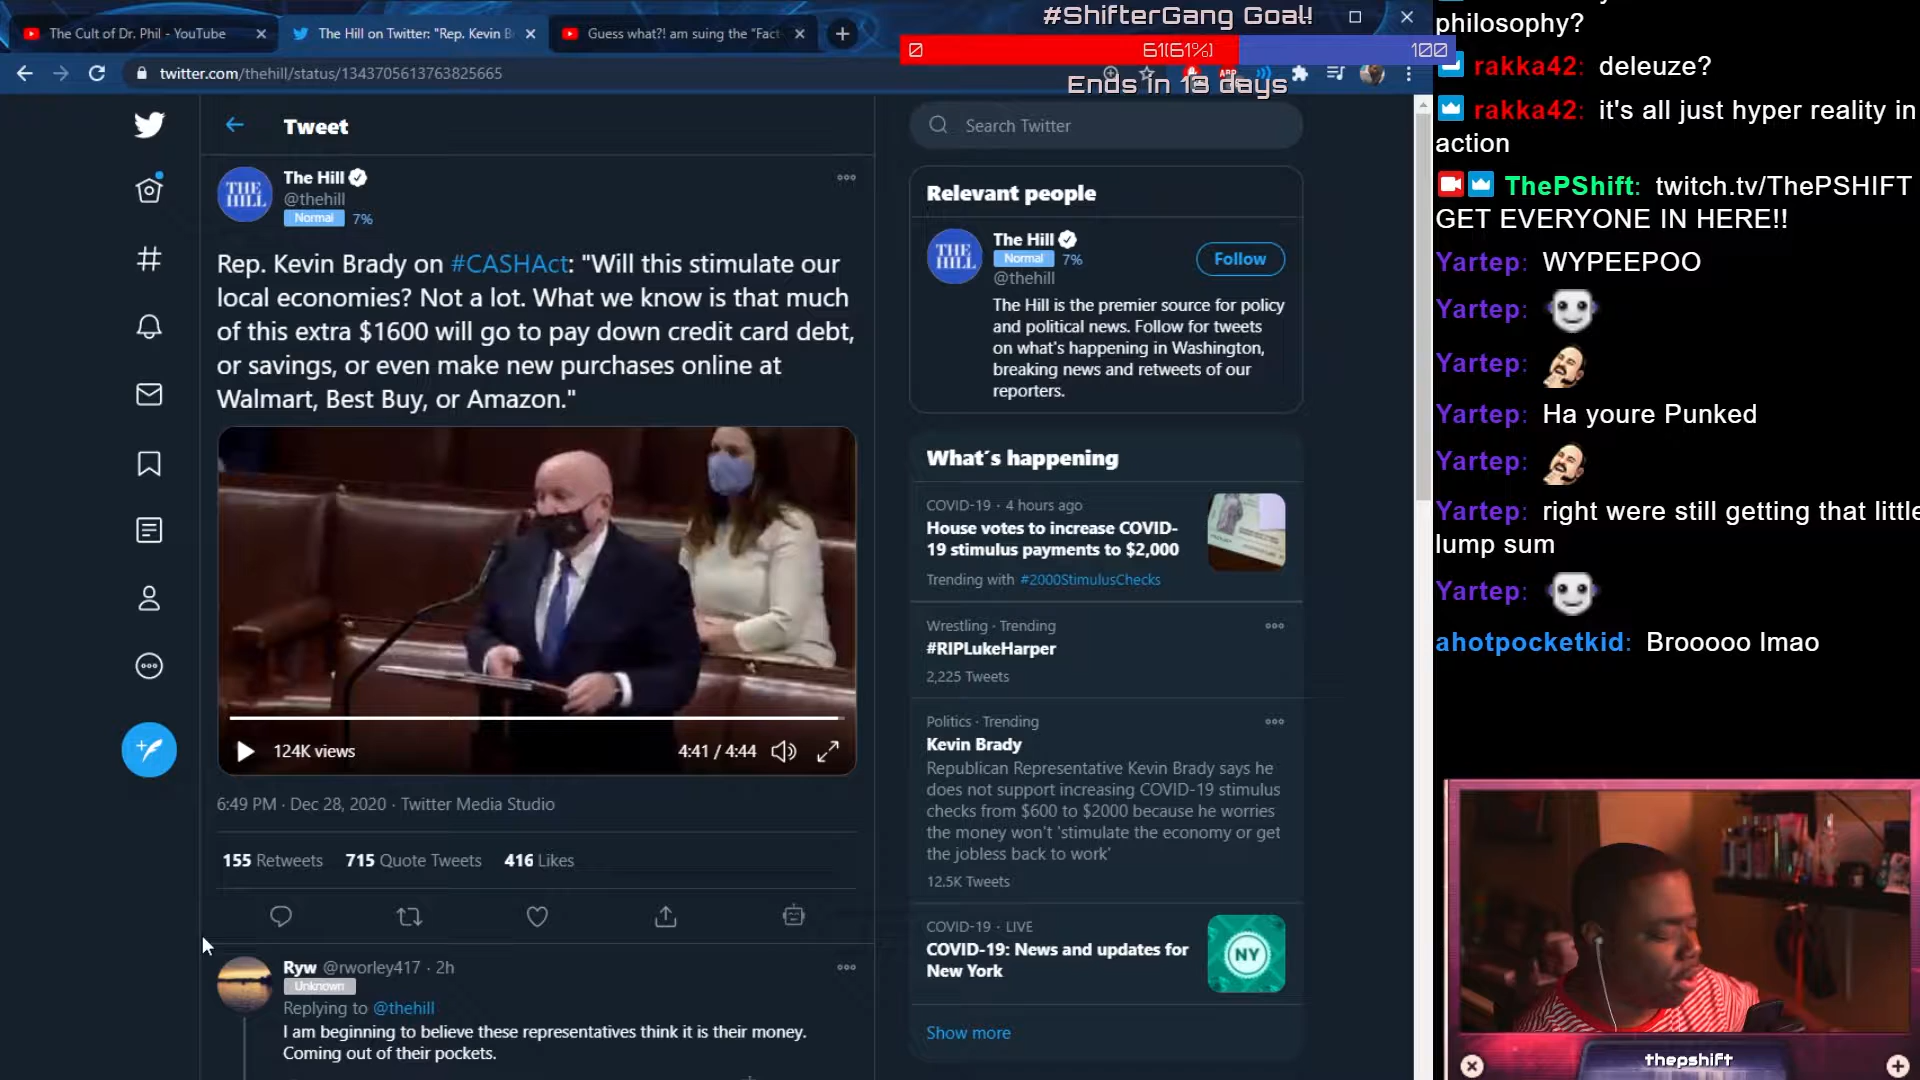 The Cult of Dr. Phil - YouTube
The Hill on Twitter: "Rep. Kevin B
Guess what?! am suing the "Fact
#ShifterGang Goal!
0 61(61%) 100
Ends in 18 days
twitter.com/thehill/status/1343705613763825665
Tweet
THE HILL
The Hill
@thehill
Normal 7%
Rep. Kevin Brady on #CASHAct: "Will this stimulate our
local economies? Not a lot. What we know is that much
of this extra $1600 will go to pay down credit card debt,
or savings, or even make new purchases online at
Walmart, Best Buy, or Amazon."
124K views
4:41 / 4:44
6:49 PM · Dec 28, 2020 · Twitter Media Studio
155 Retweets 715 Quote Tweets 416 Likes
Ryw @rworley417 · 2h
Unknown
Replying to @thehill
I am beginning to believe these representatives think it is their money.
Coming out of their pockets.
Search Twitter
Relevant people
THE HILL
The Hill
Normal 7%
@thehill
Follow
The Hill is the premier source for policy
and political news. Follow for tweets
on what's happening in Washington,
breaking news and retweets of our
reporters.
What's happening
COVID-19 · 4 hours ago
House votes to increase COVID-
19 stimulus payments to $2,000
Trending with #2000StimulusChecks
Wrestling · Trending
#RIPLukeHarper
2,225 Tweets
Politics · Trending
Kevin Brady
Republican Representative Kevin Brady says he
does not support increasing COVID-19 stimulus
checks from $600 to $2000 because he worries
the money won't 'stimulate the economy or get
the jobless back to work'
12.5K Tweets
COVID-19 · LIVE
COVID-19: News and updates for
New York
NY
Show more
philosophy?
rakka42: deleuze?
rakka42: it's all just hyper reality in
action
ThePShift: twitch.tv/ThePSHIFT
GET EVERYONE IN HERE!!
Yartep: WYPEEPOO
Yartep:
Yartep:
Yartep: Ha youre Punked
Yartep:
Yartep: right were still getting that little
lump sum
Yartep:
ahotpocketkid: Brooooo lmao
thepshift